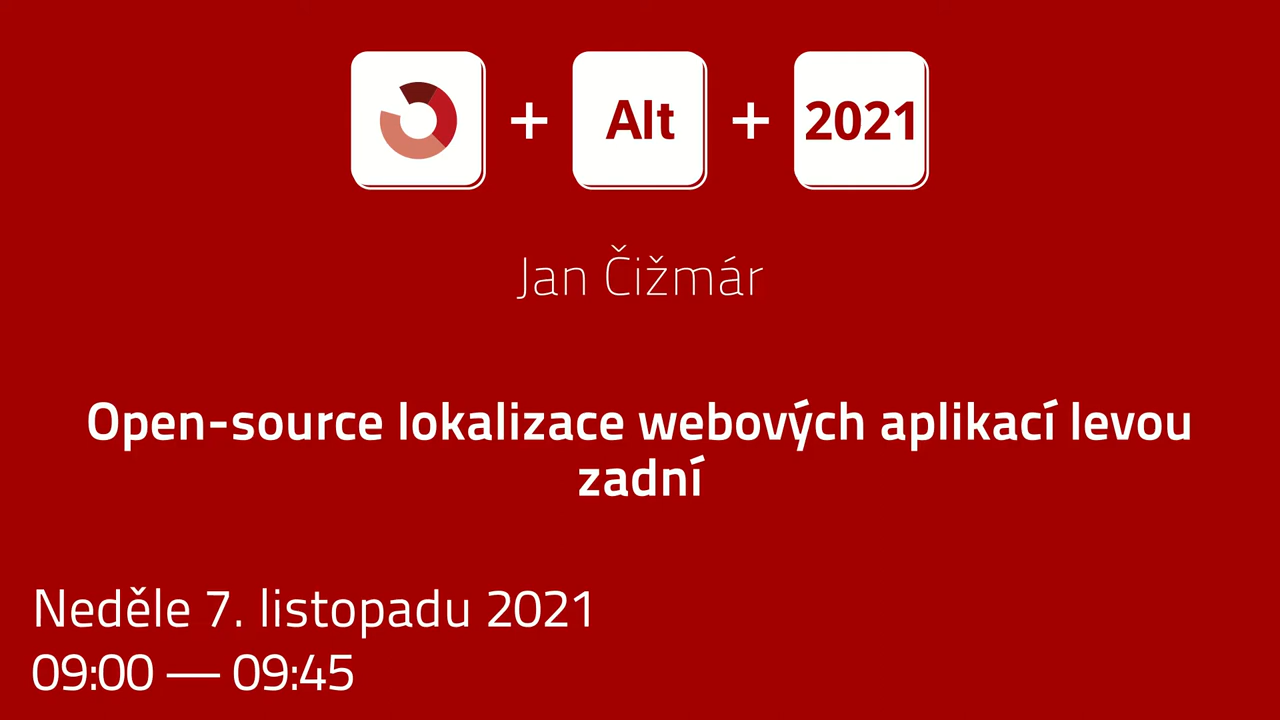 + Alt + 2021
Jan Čižmár
Open-source lokalizace webových aplikací levou
zadní
Neděle 7. listopadu 2021
09:00 — 09:45